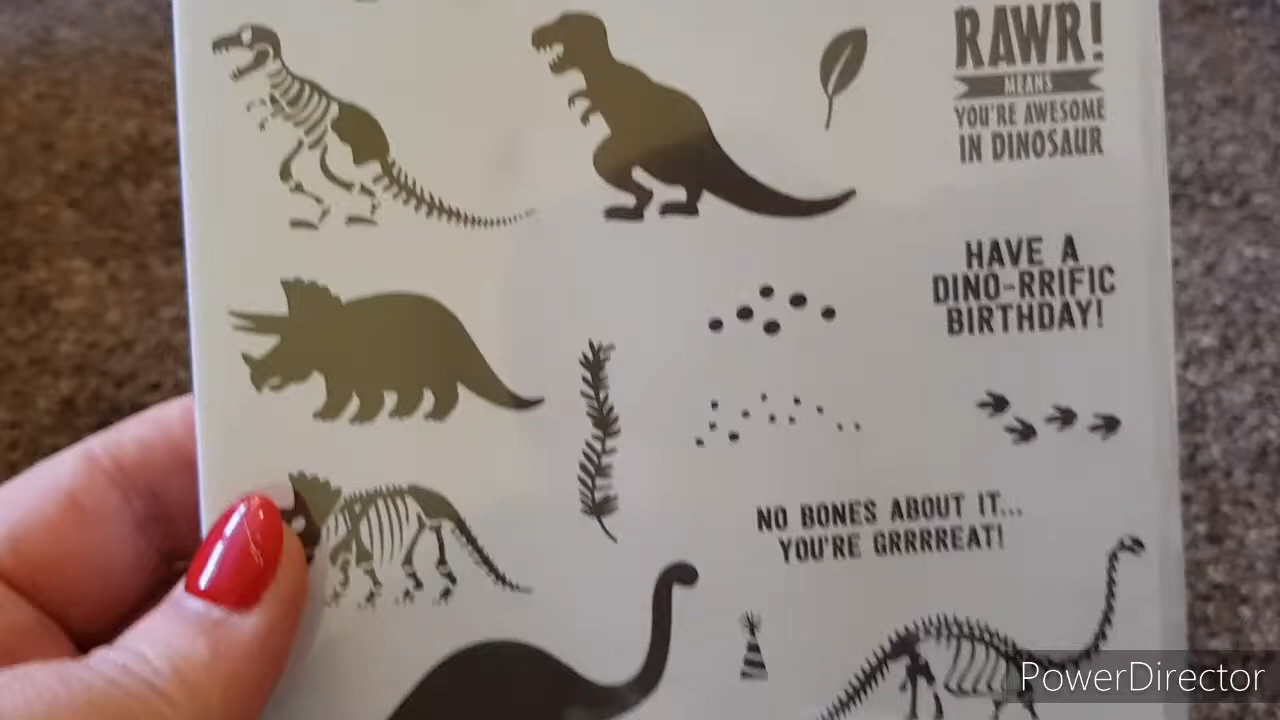 RAWR!
MEANS
YOU'RE AWESOME
IN DINOSAUR
HAVE A
DINO-RRIFIC
BIRTHDAY!
NO BONES ABOUT IT...
YOU'RE GRRRREAT!
PowerDirector